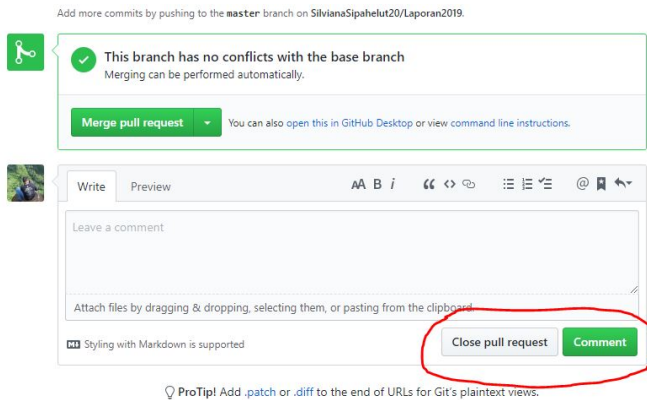 Add more commits by pushing to the master branch on SilvianaSipahelut20/Laporan2019.
This branch has no conflicts with the base branch
Merging can be performed automatically.
Merge pull request
You can also open this in GitHub Desktop or view command line instructions.
Write Preview AA B i
Leave a comment
Attach files by dragging & dropping, selecting them, or pasting from the clipboard.
Styling with Markdown is supported
Close pull request Comment
ProTip! Add .patch or .diff to the end of URLs for Git's plaintext views.